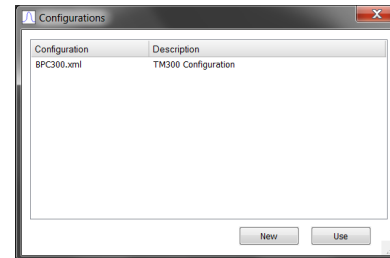 Configurations
Configuration Description
BPC300.xml TM300 Configuration
New Use